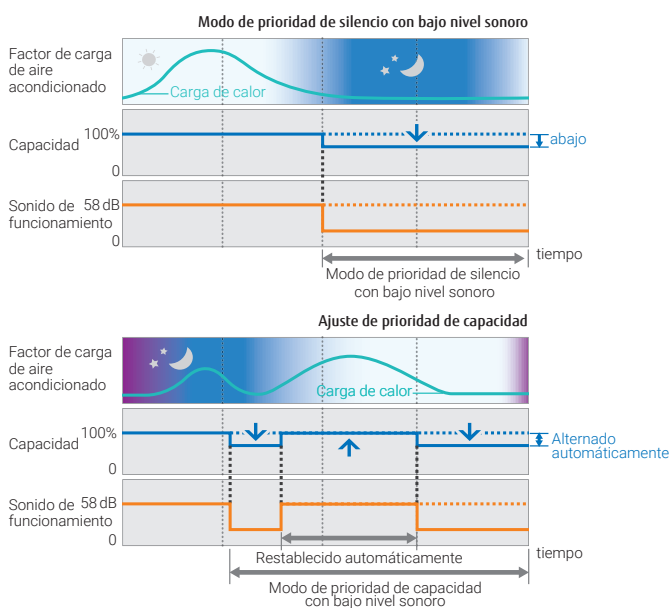 Modo de prioridad de silencio con bajo nivel sonoro
Factor de carga
de aire
acondicionado
Carga de calor
Capacidad
100%
0
abajo
Sonido de
funcionamiento
58 dB
0
tiempo
Modo de prioridad de silencio
con bajo nivel sonoro
Ajuste de prioridad de capacidad
Factor de carga
de aire
acondicionado
Carga de calor
Capacidad
100%
0
Alternado
automáticamente
Sonido de
funcionamiento
58 dB
0
Restablecido automáticamente
tiempo
Modo de prioridad de capacidad
con bajo nivel sonoro